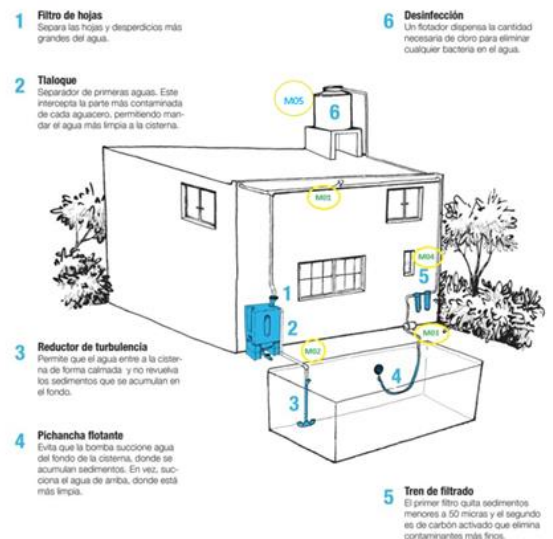 1 Filtro de hojas
Separa las hojas y desperdicios más
grandes del agua.
2 Tlaloque
Separador de primeras aguas. Este
intercepta la parte más contaminada
de cada aguacero, permitiendo man-
dar el agua más limpia a la cisterna.
3 Reductor de turbulencia
Permite que el agua entre a la cister-
na de forma calmada y no revuelva
los sedimentos que se acumulan en
el fondo.
4 Pichancha flotante
Evita que la bomba succione agua
del fondo de la cisterna, donde se
acumulan sedimentos. En vez, suc-
ciona el agua de arriba, donde está
más limpia.
6 Desinfección
Un flotador dispensa la cantidad
necesaria de cloro para eliminar
cualquier bacteria en el agua.
5 Tren de filtrado
El primer filtro quita sedimentos
menores a 50 micras y el segundo
es de carbón activado que elimina
contaminantes más finos.
M05
6
M01
M04
5
1
2
M02
M03
3
4